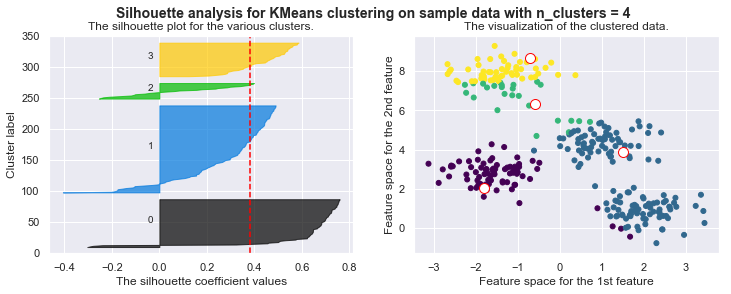 Silhouette analysis for KMeans clustering on sample data with n_clusters = 4
The silhouette plot for the various clusters.
350
300
250
200
150
100
50
0
Cluster label
3
2
1
0
−0.4 −0.2 0.0 0.2 0.4 0.6 0.8
The silhouette coefficient values
The visualization of the clustered data.
8
6
4
2
0
Feature space for the 2nd feature
−3 −2 −1 0 1 2 3
Feature space for the 1st feature